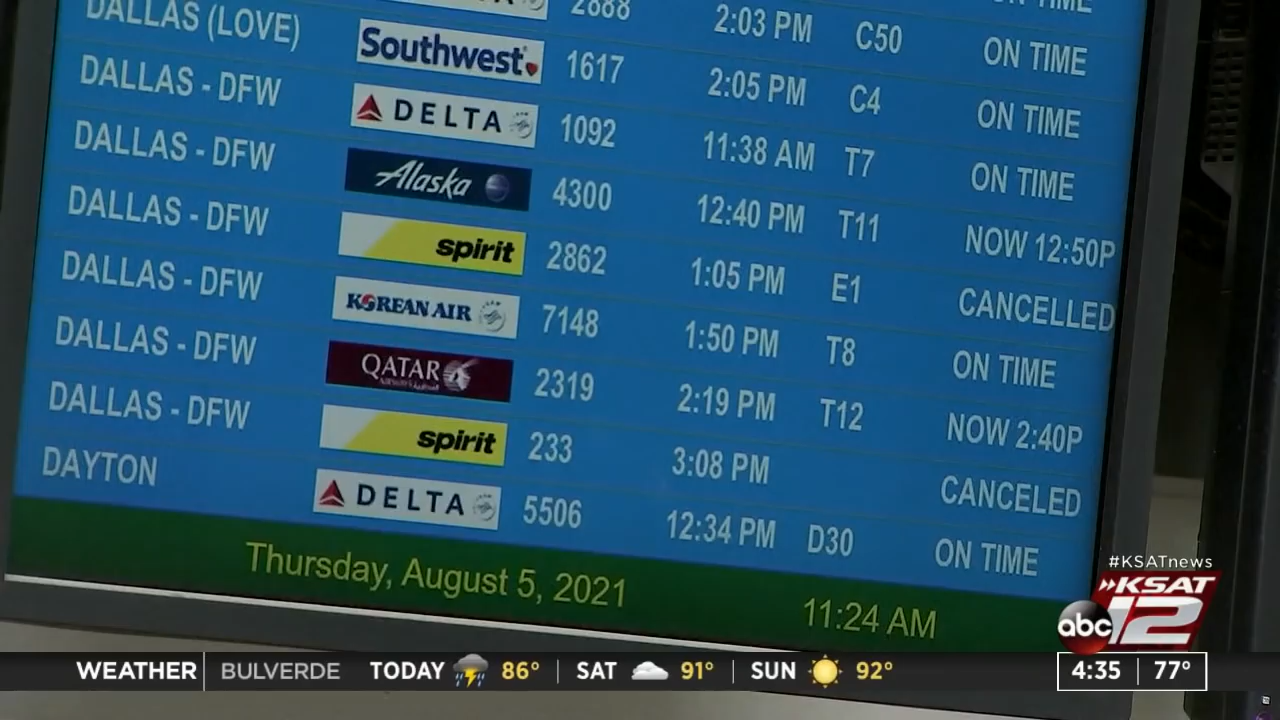 2888 2:03 PM C50 ON TIME
DALLAS (LOVE) Southwest 1617 2:05 PM C4 ON TIME
DALLAS - DFW DELTA 1092 11:38 AM T7 ON TIME
DALLAS - DFW Alaska 4300 12:40 PM T11 NOW 12:50P
DALLAS - DFW spirit 2862 1:05 PM E1 CANCELLED
DALLAS - DFW KOREAN AIR 7148 1:50 PM T8 ON TIME
DALLAS - DFW QATAR 2319 2:19 PM T12 NOW 2:40P
DALLAS - DFW spirit 233 3:08 PM CANCELED
DAYTON DELTA 5506 12:34 PM D30 ON TIME
Thursday, August 5, 2021 11:24 AM
#KSATnews
KSAT
abc 12
WEATHER BULVERDE TODAY 86° SAT 91° SUN 92° 4:35 77°